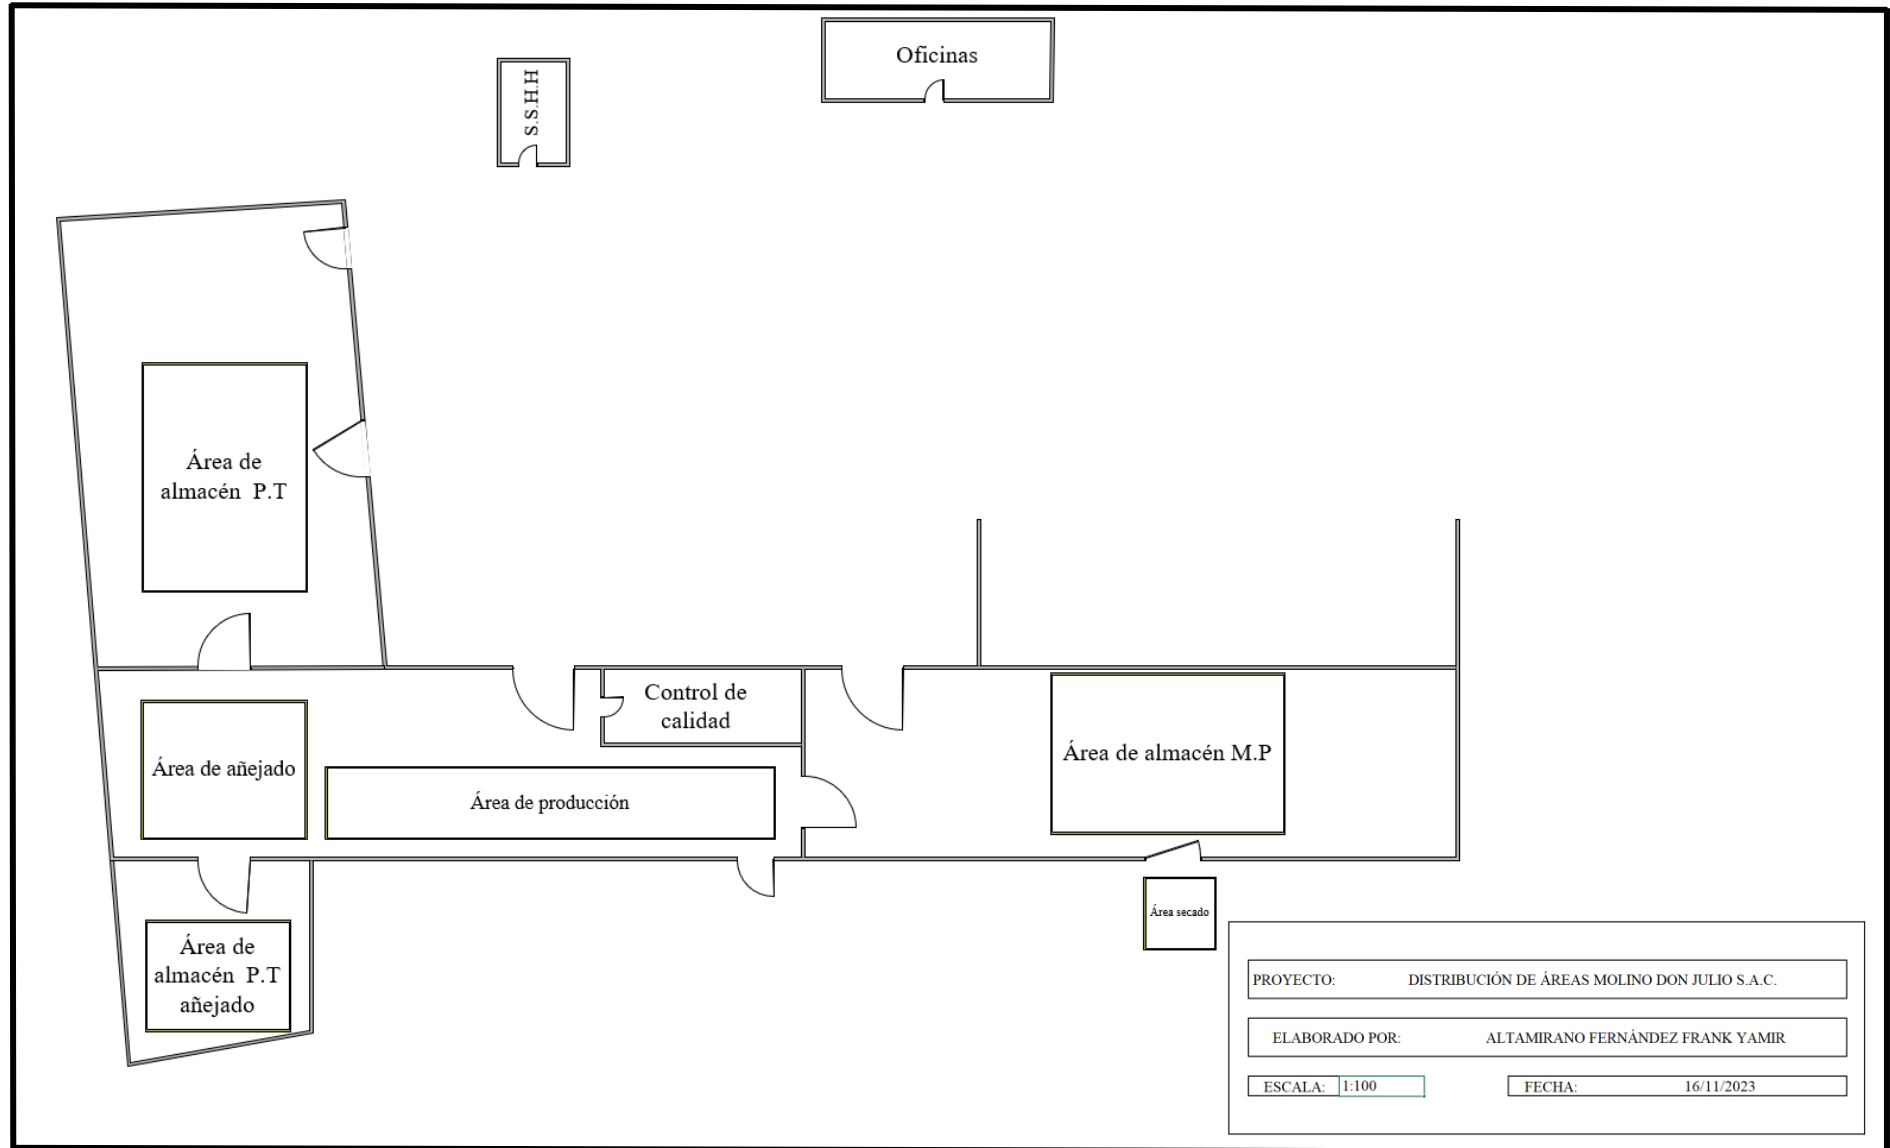 Oficinas
S.S.H.H
Área de
almacén P.T
Control de
calidad
Área de almacén M.P
Área de añejado
Área de producción
Área secado
Área de
almacén P.T
añejado
PROYECTO: DISTRIBUCIÓN DE ÁREAS MOLINO DON JULIO S.A.C.
ELABORADO POR: ALTAMIRANO FERNÁNDEZ FRANK YAMIR
ESCALA: 1:100 FECHA: 16/11/2023